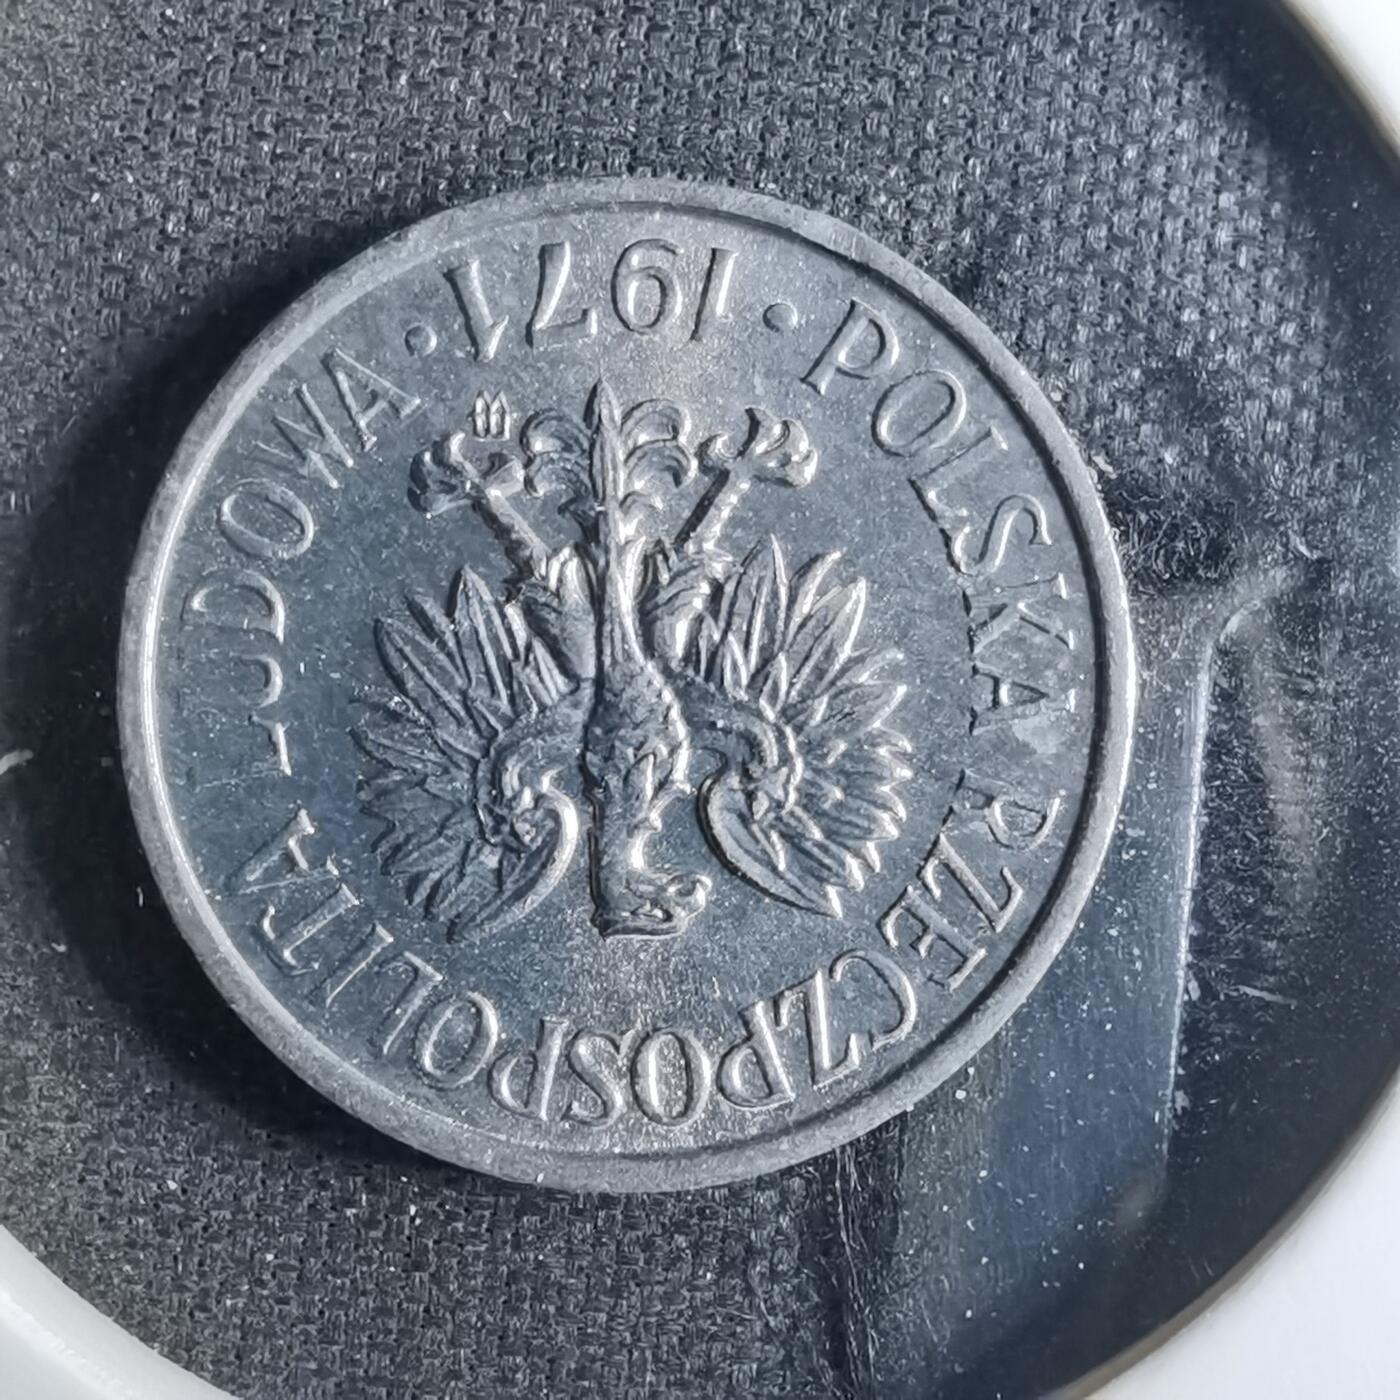 POLSKA RZECZPOSPOLITA LUDOWA
· 1971 ·